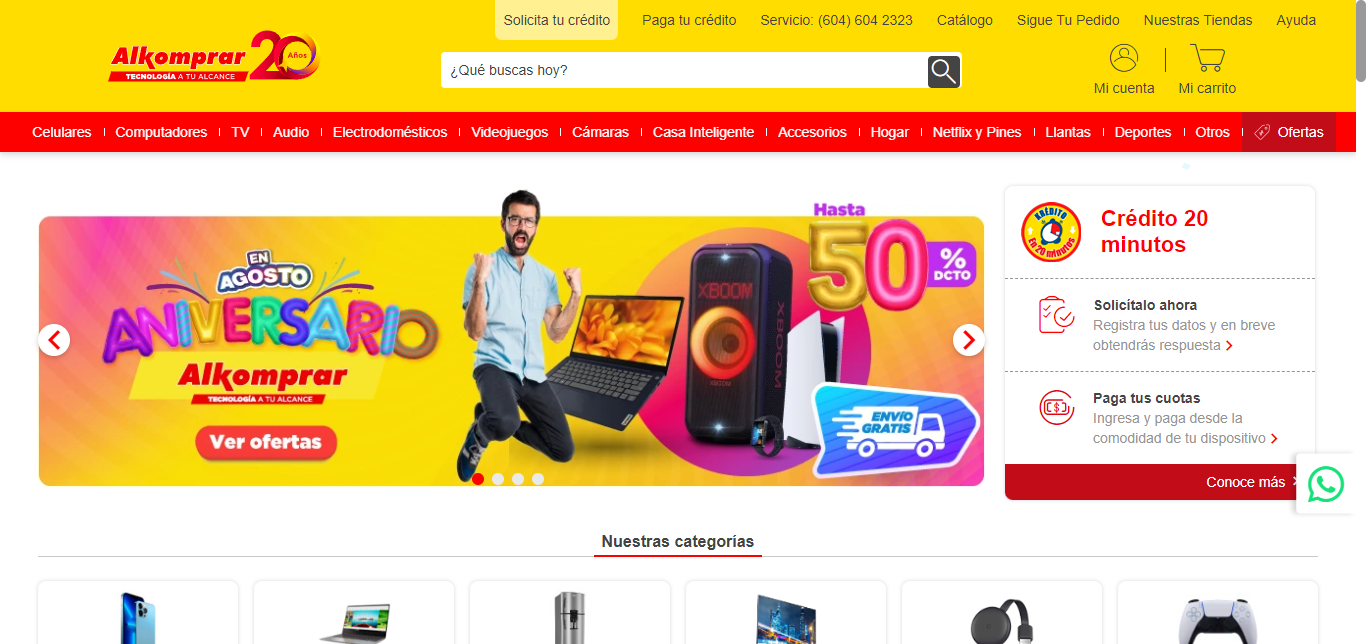 Solicita tu crédito
Paga tu crédito
Servicio: (604) 604 2323
Catálogo
Sigue Tu Pedido
Nuestras Tiendas
Ayuda
Alkomprar 20 Años
TECNOLOGÍA A TU ALCANCE
¿Qué buscas hoy?
Mi cuenta
Mi carrito
Celulares
Computadores
TV
Audio
Electrodomésticos
Videojuegos
Cámaras
Casa Inteligente
Accesorios
Hogar
Netflix y Pines
Llantas
Deportes
Otros
Ofertas
EN
AGOSTO
ANIVERSARIO
Alkomprar
TECNOLOGÍA A TU ALCANCE
Ver ofertas
XBOOM
XBOOM
XBOOM
Hasta
50%
DCTO
ENVÍO
GRATIS
KRÉDITO
En 20 minutos
Crédito 20
minutos
Solicítalo ahora
Registra tus datos y en breve
obtendrás respuesta
Paga tus cuotas
Ingresa y paga desde la
comodidad de tu dispositivo
Conoce más
Nuestras categorías